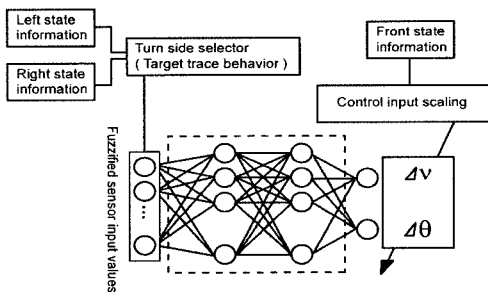 Left state
information
Right state
information
Turn side selector
( Target trace behavior )
Front state
information
Control input scaling
Fuzzified sensor input values
Δν
Δθ